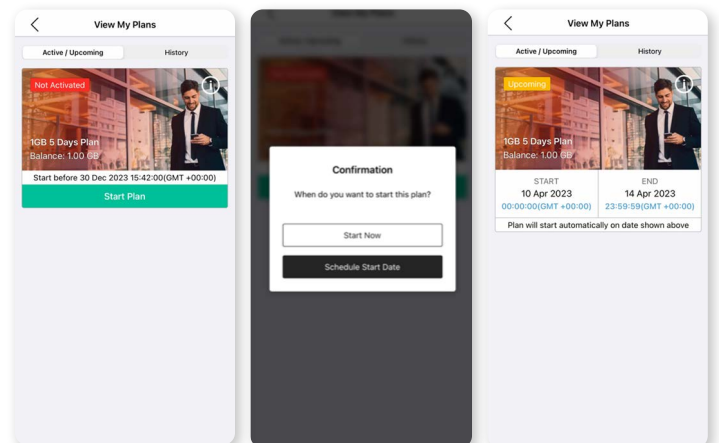 View My Plans
Active / Upcoming
History
Not Activated
1GB 5 Days Plan
Balance: 1.00 GB
Start before 30 Dec 2023 15:42:00(GMT +00:00)
Start Plan
View My Plans
Confirmation
When do you want to start this plan?
Start Now
Schedule Start Date
View My Plans
Active / Upcoming
History
Upcoming
1GB 5 Days Plan
Balance: 1.00 GB
START
END
10 Apr 2023
14 Apr 2023
00:00:00(GMT +00:00)
23:59:59(GMT +00:00)
Plan will start automatically on date shown above